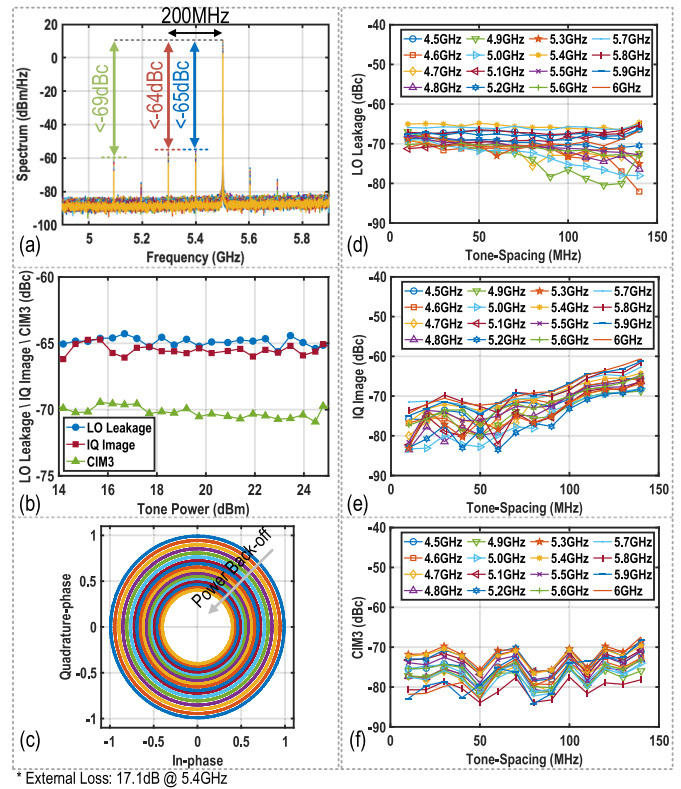 200MHz
<-69dBc
<-64dBc
<-65dBc
Spectrum (dBm/Hz)
20
0
-20
-40
-60
-80
-100
5
5.2
5.4
5.6
5.8
Frequency (GHz)
(a)
LO Leakage (dBc)
-40
-50
-60
-70
-80
-90
4.5GHz 4.9GHz 5.3GHz 5.7GHz
4.6GHz 5.0GHz 5.4GHz 5.8GHz
4.7GHz 5.1GHz 5.5GHz 5.9GHz
4.8GHz 5.2GHz 5.6GHz 6GHz
0 50 100 150
Tone-Spacing (MHz)
(d)
LO Leakage \ IQ Image \ CIM3 (dBc)
-60
-65
-70
-75
LO Leakage
IQ Image
CIM3
14 16 18 20 22 24
Tone Power (dBm)
(b)
IQ Image (dBc)
-40
-50
-60
-70
-80
-90
4.5GHz 4.9GHz 5.3GHz 5.7GHz
4.6GHz 5.0GHz 5.4GHz 5.8GHz
4.7GHz 5.1GHz 5.5GHz 5.9GHz
4.8GHz 5.2GHz 5.6GHz 6GHz
0 50 100 150
Tone-Spacing (MHz)
(e)
Quadrature-phase
1
0.5
0
-0.5
-1
Power Back-off
-1 -0.5 0 0.5 1
In-phase
(c)
CIM3 (dBc)
-40
-50
-60
-70
-80
-90
4.5GHz 4.9GHz 5.3GHz 5.7GHz
4.6GHz 5.0GHz 5.4GHz 5.8GHz
4.7GHz 5.1GHz 5.5GHz 5.9GHz
4.8GHz 5.2GHz 5.6GHz 6GHz
0 50 100 150
Tone-Spacing (MHz)
(f)
* External Loss: 17.1dB @ 5.4GHz